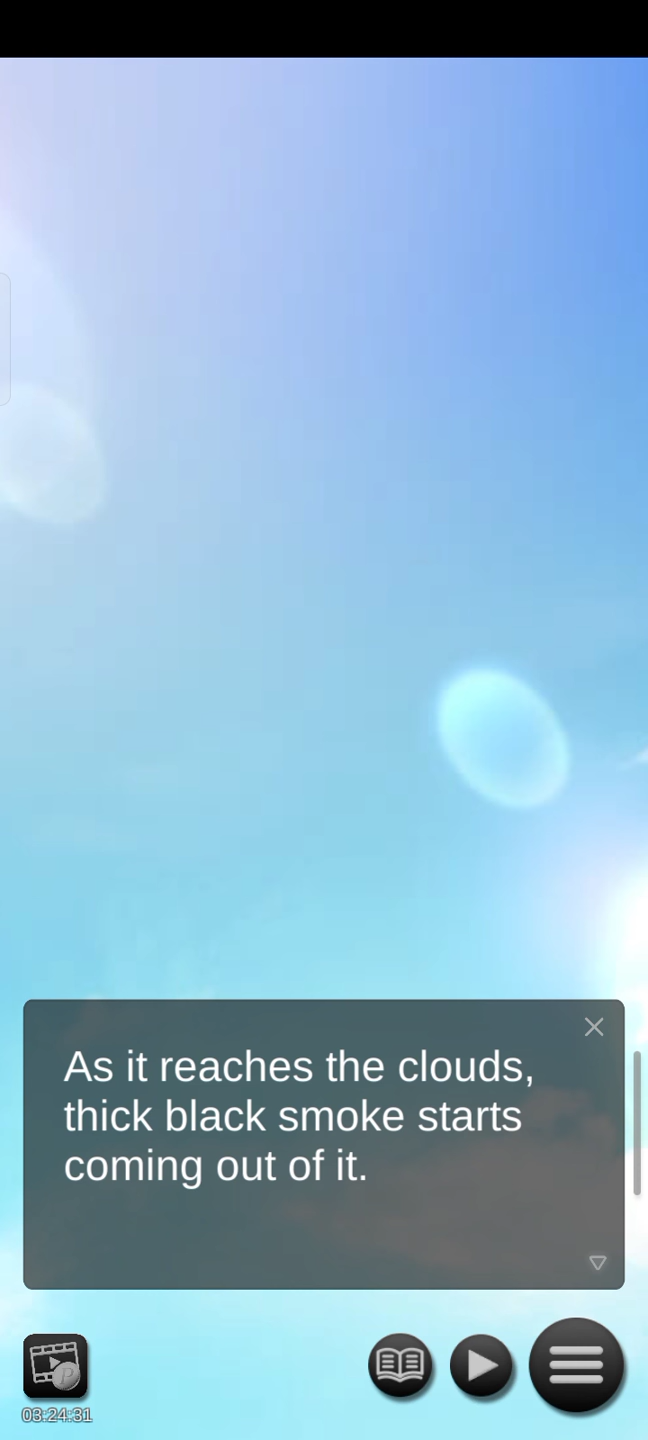 As it reaches the clouds,
thick black smoke starts
coming out of it.
P
03:24:31